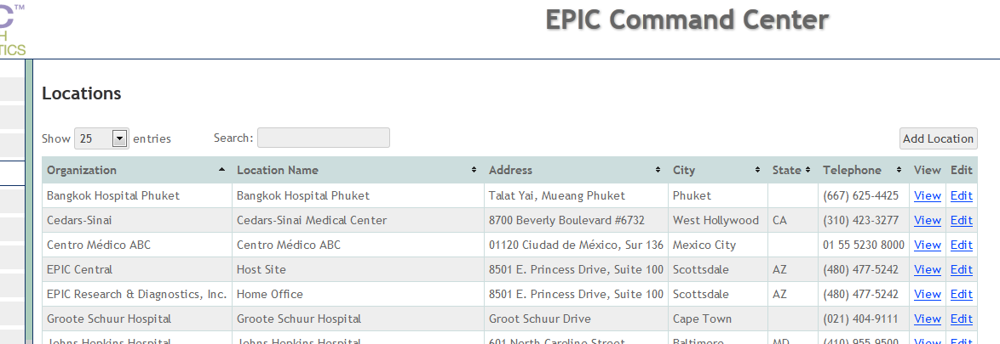 C™
EPIC Command Center
H
TICS
Locations
Show 25 entries Search: Add Location
Organization Location Name Address City State Telephone View Edit
Bangkok Hospital Phuket Bangkok Hospital Phuket Talat Yai, Mueang Phuket Phuket (667) 625-4425 View Edit
Cedars-Sinai Cedars-Sinai Medical Center 8700 Beverly Boulevard #6732 West Hollywood CA (310) 423-3277 View Edit
Centro Médico ABC Centro Médico ABC 01120 Ciudad de México, Sur 136 Mexico City 01 55 5230 8000 View Edit
EPIC Central Host Site 8501 E. Princess Drive, Suite 100 Scottsdale AZ (480) 477-5242 View Edit
EPIC Research & Diagnostics, Inc. Home Office 8501 E. Princess Drive, Suite 100 Scottsdale AZ (480) 477-5242 View Edit
Groote Schuur Hospital Groote Schuur Hospital Groot Schuur Drive Cape Town (021) 404-9111 View Edit
Johns Hopkins Hospital Johns Hopkins Hospital 601 North Caroline Street Baltimore MD (410) 955-9500 View Edit